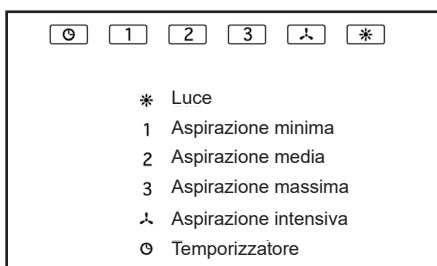 1 2 3
Luce
1 Aspirazione minima
2 Aspirazione media
3 Aspirazione massima
Aspirazione intensiva
Temporizzatore